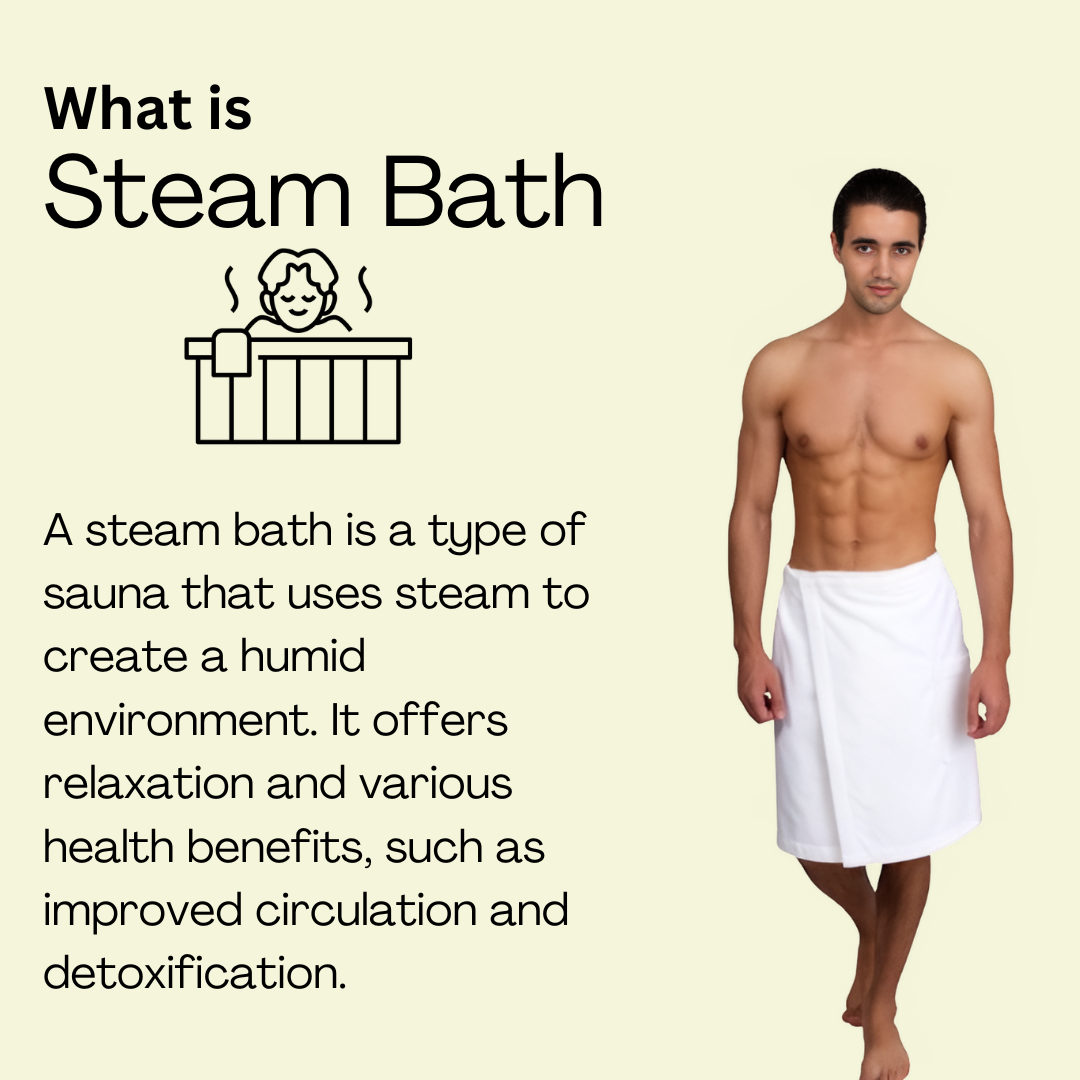 What is
Steam Bath
A steam bath is a type of
sauna that uses steam to
create a humid
environment. It offers
relaxation and various
health benefits, such as
improved circulation and
detoxification.